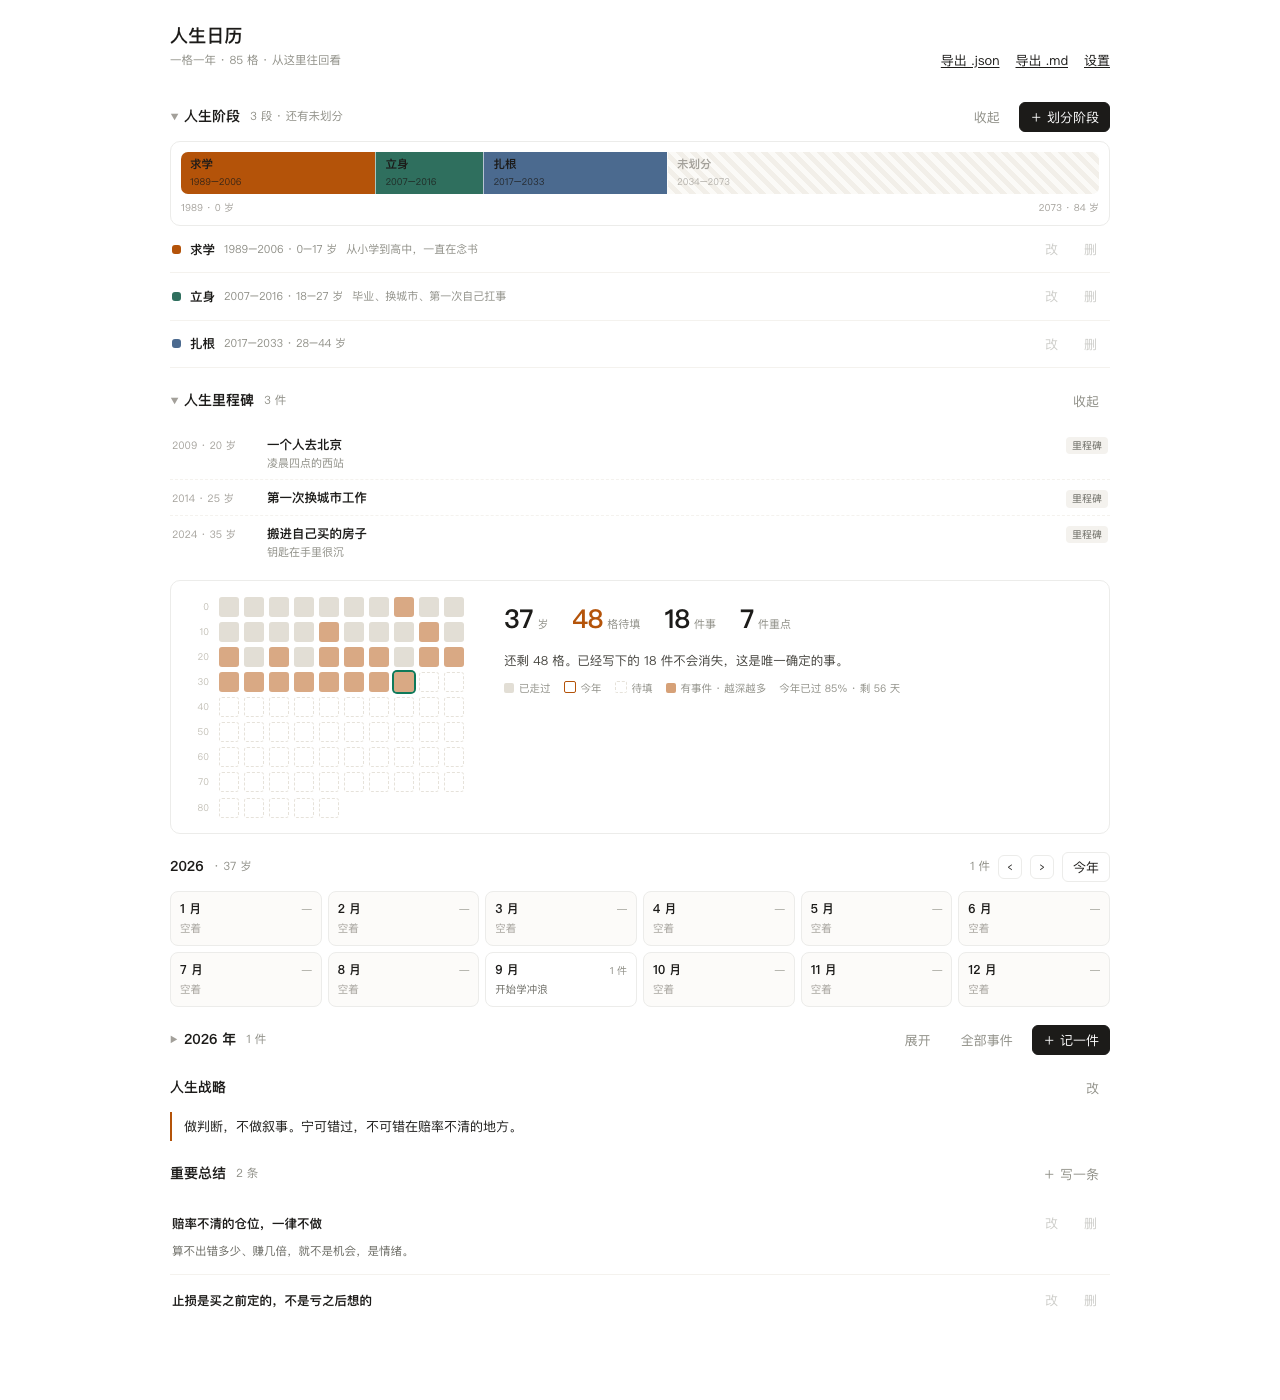 人生日历
一格一年 · 85 格 · 从这里往回看
导出 .json 导出 .md 设置
▼ 人生阶段 3 段 · 还有未划分 收起 + 划分阶段
求学 立身 扎根 未划分
1989—2006 2007—2016 2017—2033 2034—2073
1989 · 0 岁 2073 · 84 岁
求学 1989—2006 · 0—17 岁 从小学到高中，一直在念书 改 删
立身 2007—2016 · 18—27 岁 毕业、换城市、第一次自己扛事 改 删
扎根 2017—2033 · 28—44 岁 改 删
▼ 人生里程碑 3 件 收起
2009 · 20 岁 一个人去北京 里程碑
凌晨四点的西站
2014 · 25 岁 第一次换城市工作 里程碑
2024 · 35 岁 搬进自己买的房子 里程碑
钥匙在手里很沉
0
10
20
30
40
50
60
70
80
37 岁 48 格待填 18 件事 7 件重点
还剩 48 格。已经写下的 18 件不会消失，这是唯一确定的事。
已走过 今年 待填 有事件 · 越深越多 今年已过 85% · 剩 56 天
2026 · 37 岁 1 件 ‹ › 今年
1 月 — 2 月 — 3 月 — 4 月 — 5 月 — 6 月 —
空着 空着 空着 空着 空着 空着
7 月 — 8 月 — 9 月 1 件 10 月 — 11 月 — 12 月 —
空着 空着 开始学冲浪 空着 空着 空着
▶ 2026 年 1 件 展开 全部事件 + 记一件
人生战略 改
做判断，不做叙事。宁可错过，不可错在赔率不清的地方。
重要总结 2 条 + 写一条
赔率不清的仓位，一律不做 改 删
算不出错多少、赚几倍，就不是机会，是情绪。
止损是买之前定的，不是亏之后想的 改 删